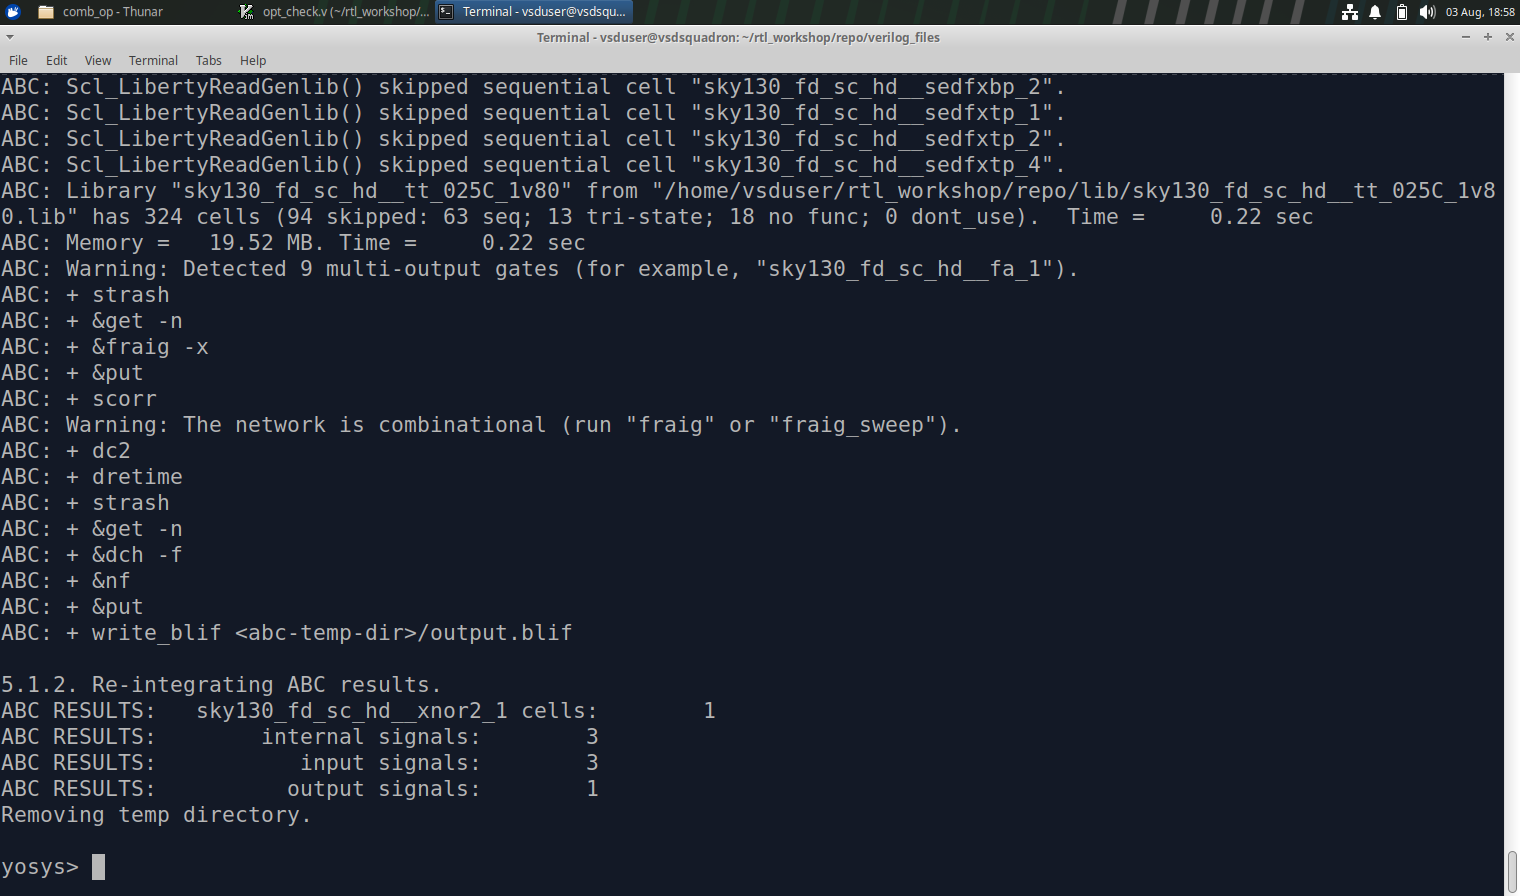 comb_op - Thunar
opt_check.v (~/rtl_workshop/...
Terminal - vsduser@vsdsqu...
03 Aug, 18:58
Terminal - vsduser@vsdsquadron: ~/rtl_workshop/repo/verilog_files
File Edit View Terminal Tabs Help
ABC: Scl_LibertyReadGenlib() skipped sequential cell "sky130_fd_sc_hd__sedfxbp_2".
ABC: Scl_LibertyReadGenlib() skipped sequential cell "sky130_fd_sc_hd__sedfxtp_1".
ABC: Scl_LibertyReadGenlib() skipped sequential cell "sky130_fd_sc_hd__sedfxtp_2".
ABC: Scl_LibertyReadGenlib() skipped sequential cell "sky130_fd_sc_hd__sedfxtp_4".
ABC: Library "sky130_fd_sc_hd__tt_025C_1v80" from "/home/vsduser/rtl_workshop/repo/lib/sky130_fd_sc_hd__tt_025C_1v8
0.lib" has 324 cells (94 skipped: 63 seq; 13 tri-state; 18 no func; 0 dont_use).  Time =     0.22 sec
ABC: Memory =   19.52 MB. Time =     0.22 sec
ABC: Warning: Detected 9 multi-output gates (for example, "sky130_fd_sc_hd__fa_1").
ABC: + strash
ABC: + &get -n
ABC: + &fraig -x
ABC: + &put
ABC: + scorr
ABC: Warning: The network is combinational (run "fraig" or "fraig_sweep").
ABC: + dc2
ABC: + dretime
ABC: + strash
ABC: + &get -n
ABC: + &dch -f
ABC: + &nf
ABC: + &put
ABC: + write_blif <abc-temp-dir>/output.blif
5.1.2. Re-integrating ABC results.
ABC RESULTS:   sky130_fd_sc_hd__xnor2_1 cells:        1
ABC RESULTS:        internal signals:        3
ABC RESULTS:           input signals:        3
ABC RESULTS:          output signals:        1
Removing temp directory.
yosys>